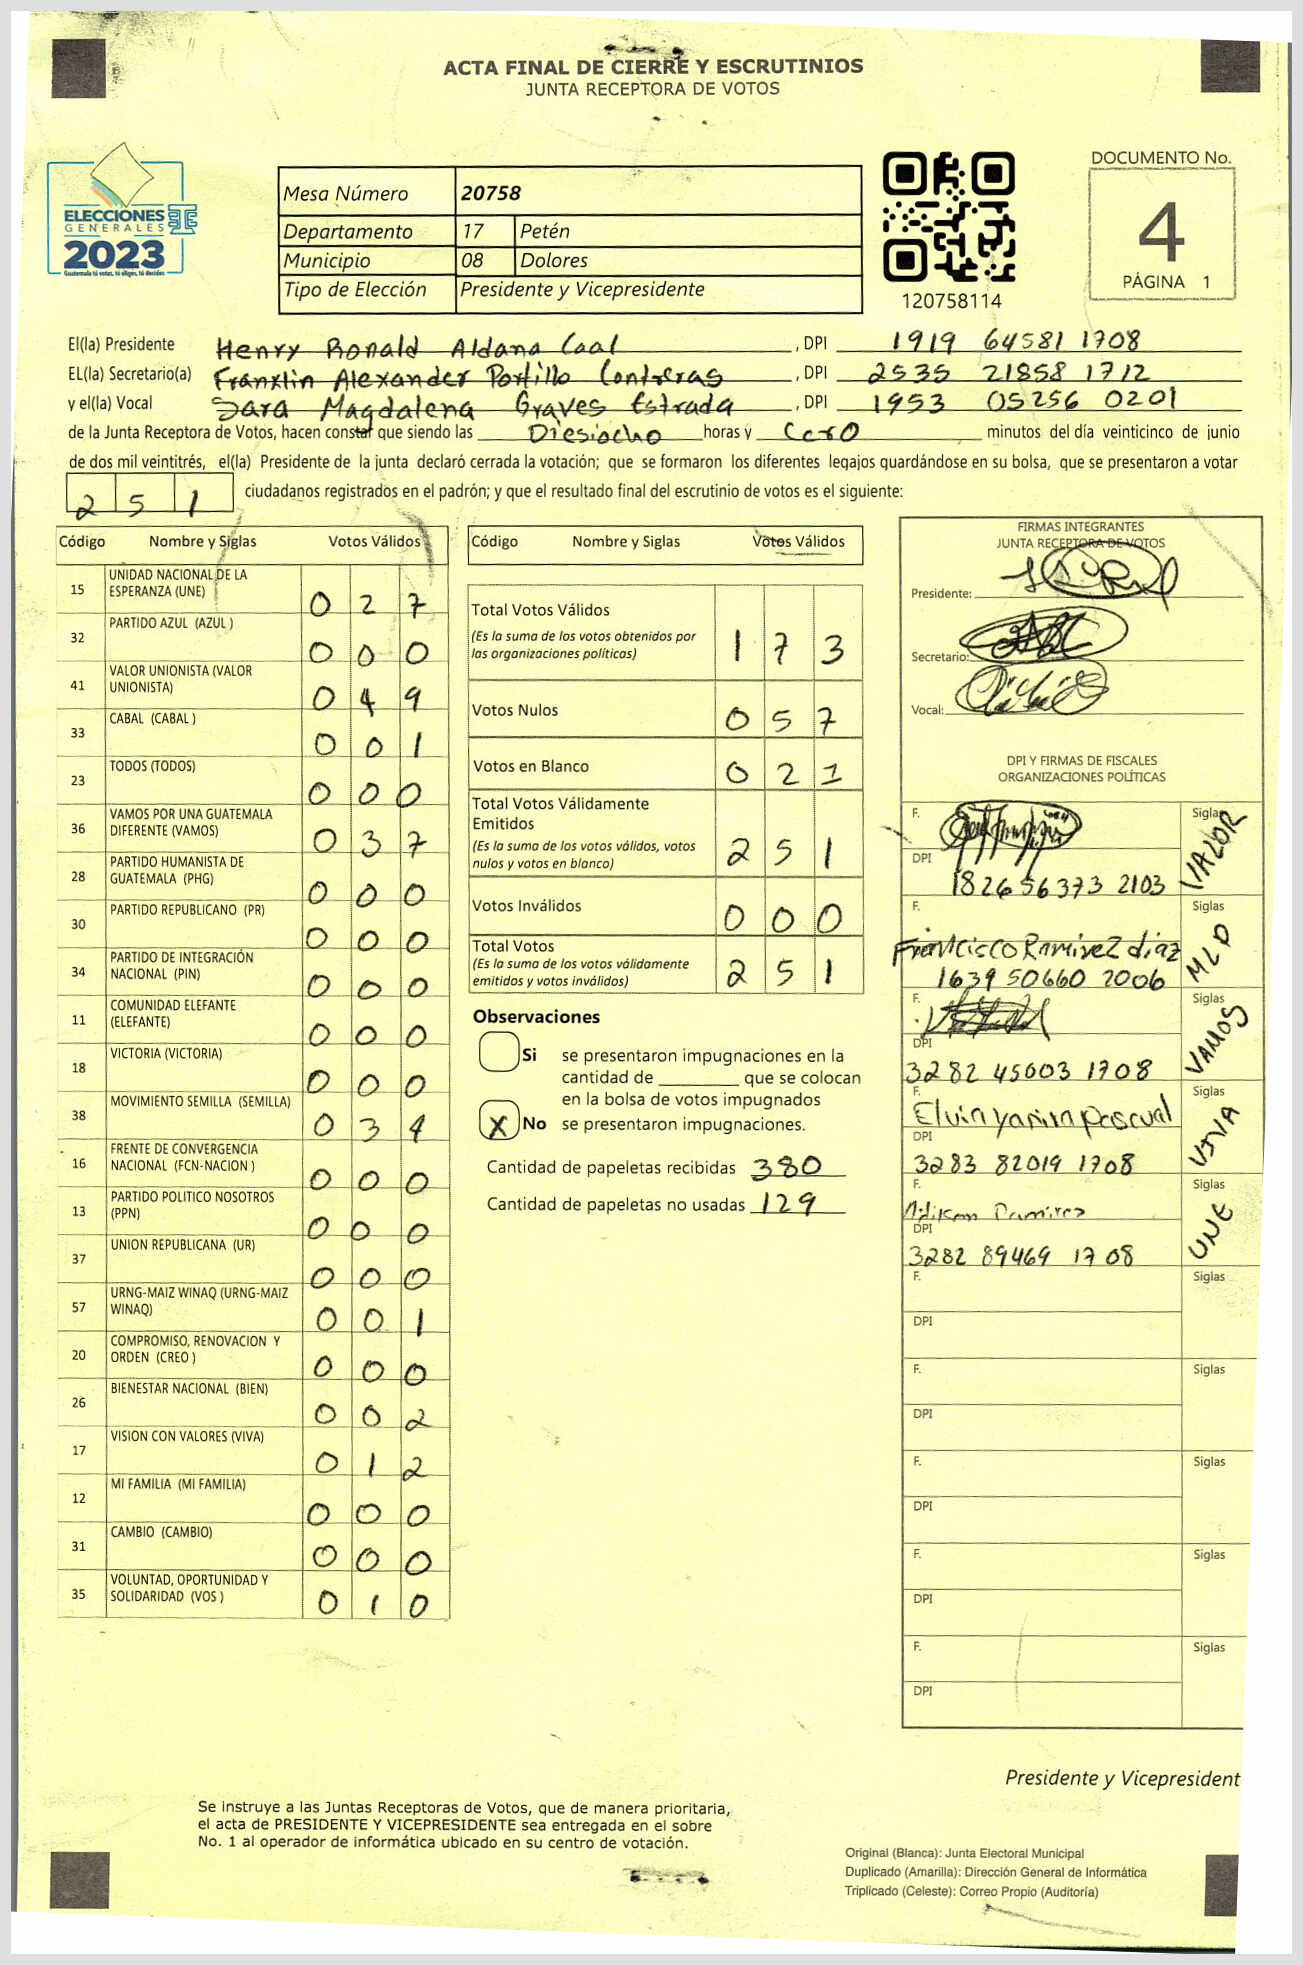 ACTA FINAL DE CIERRE Y ESCRUTINIOS
JUNTA RECEPTORA DE VOTOS
ELECCIONES
GENERALES
2023
Guatemala tú votas, tú eliges, tú decides
Mesa Número 20758
Departamento 17 Petén
Municipio 08 Dolores
Tipo de Elección Presidente y Vicepresidente
120758114
DOCUMENTO No.
4
PÁGINA 1
El(la) Presidente Henry Ronald Aldana Caal, DPI 1919 64581 1708
EL(la) Secretario(a) Franklin Alexander Portillo Contreras, DPI 2535 21858 1712
y el(la) Vocal Sara Magdalena Graves Estrada, DPI 1953 05256 0201
de la Junta Receptora de Votos, hacen constar que siendo las Diesiocho horas y Cero minutos del día veinticinco de junio
de dos mil veintitrés, el(la) Presidente de la junta declaró cerrada la votación; que se formaron los diferentes legajos guardándose en su bolsa, que se presentaron a votar
251 ciudadanos registrados en el padrón; y que el resultado final del escrutinio de votos es el siguiente:
Código Nombre y Siglas Votos Válidos
15 UNIDAD NACIONAL DE LA ESPERANZA (UNE) 0 2 7
32 PARTIDO AZUL (AZUL ) 0 0 0
41 VALOR UNIONISTA (VALOR UNIONISTA) 0 4 9
33 CABAL (CABAL ) 0 0 1
23 TODOS (TODOS) 0 0 0
36 VAMOS POR UNA GUATEMALA DIFERENTE (VAMOS) 0 3 7
28 PARTIDO HUMANISTA DE GUATEMALA (PHG) 0 0 0
30 PARTIDO REPUBLICANO (PR) 0 0 0
34 PARTIDO DE INTEGRACIÓN NACIONAL (PIN) 0 0 0
11 COMUNIDAD ELEFANTE (ELEFANTE) 0 0 0
18 VICTORIA (VICTORIA) 0 0 0
38 MOVIMIENTO SEMILLA (SEMILLA) 0 3 4
16 FRENTE DE CONVERGENCIA NACIONAL (FCN-NACION ) 0 0 0
13 PARTIDO POLITICO NOSOTROS (PPN) 0 0 0
37 UNION REPUBLICANA (UR) 0 0 0
57 URNG-MAIZ WINAQ (URNG-MAIZ WINAQ) 0 0 1
20 COMPROMISO, RENOVACION Y ORDEN (CREO ) 0 0 0
26 BIENESTAR NACIONAL (BIEN) 0 0 2
17 VISION CON VALORES (VIVA) 0 1 2
12 MI FAMILIA (MI FAMILIA) 0 0 0
31 CAMBIO (CAMBIO) 0 0 0
35 VOLUNTAD, OPORTUNIDAD Y SOLIDARIDAD (VOS ) 0 1 0
Código Nombre y Siglas Votos Válidos
Total Votos Válidos 1 7 3
(Es la suma de los votos obtenidos por
las organizaciones políticas)
Votos Nulos 0 5 7
Votos en Blanco 0 2 1
Total Votos Válidamente
Emitidos
(Es la suma de los votos válidos, votos
nulos y votos en blanco) 2 5 1
Votos Inválidos 0 0 0
Total Votos
(Es la suma de los votos válidamente
emitidos y votos inválidos) 2 5 1
Observaciones
Si se presentaron impugnaciones en la
cantidad de ________ que se colocan
en la bolsa de votos impugnados
X No se presentaron impugnaciones.
Cantidad de papeletas recibidas 380
Cantidad de papeletas no usadas 129
FIRMAS INTEGRANTES
JUNTA RECEPTORA DE VOTOS
Presidente:
Secretario:
Vocal:
DPI Y FIRMAS DE FISCALES
ORGANIZACIONES POLÍTICAS
F. Siglas VALOR
DPI 1826 56373 2103
F. Francisco Ramirez diaz Siglas MLP
1639 50660 2006
F. Siglas VAMOS
DPI 3282 45003 1708
F. Elvin yanira pascual Siglas VIVA
DPI 3283 82019 1708
F. Ramirez Siglas UNE
DPI 3282 89469 1708
F. Siglas
DPI
F. Siglas
DPI
F. Siglas
DPI
F. Siglas
DPI
F. Siglas
DPI
Presidente y Vicepresident
Se instruye a las Juntas Receptoras de Votos, que de manera prioritaria,
el acta de PRESIDENTE Y VICEPRESIDENTE sea entregada en el sobre
No. 1 al operador de informática ubicado en su centro de votación.
Original (Blanca): Junta Electoral Municipal
Duplicado (Amarilla): Dirección General de Informática
Triplicado (Celeste): Correo Propio (Auditoría)